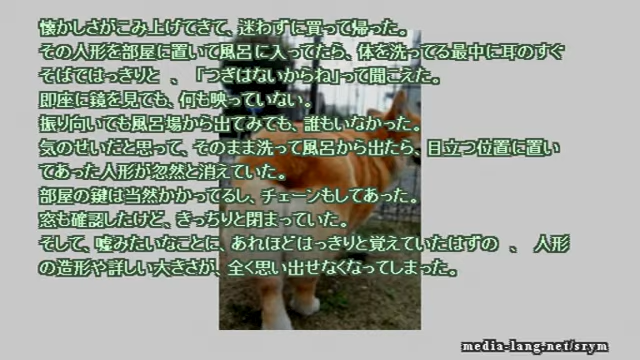 懐かしさがこみ上げてきて、迷わずに買って帰った。
その人形を部屋に置いて風呂に入ってたら、体を洗ってる最中に耳のすぐ
そばではっきりと 、 「つぎはないからね」って聞こえた。
即座に鏡を見ても、何も映っていない。
振り向いても風呂場から出てみても、誰もいなかった。
気のせいだと思って、そのまま洗って風呂から出たら、目立つ位置に置い
てあった人形が忽然と消えていた。
部屋の鍵は当然かかってるし、チェーンもしてあった。
窓も確認したけど、きっちりと閉まっていた。
そして、嘘みたいなことに、あれほどはっきりと覚えていたはずの 、 人形
の造形や詳しい大きさが、全く思い出せなくなってしまった。
media-lang-net/srym